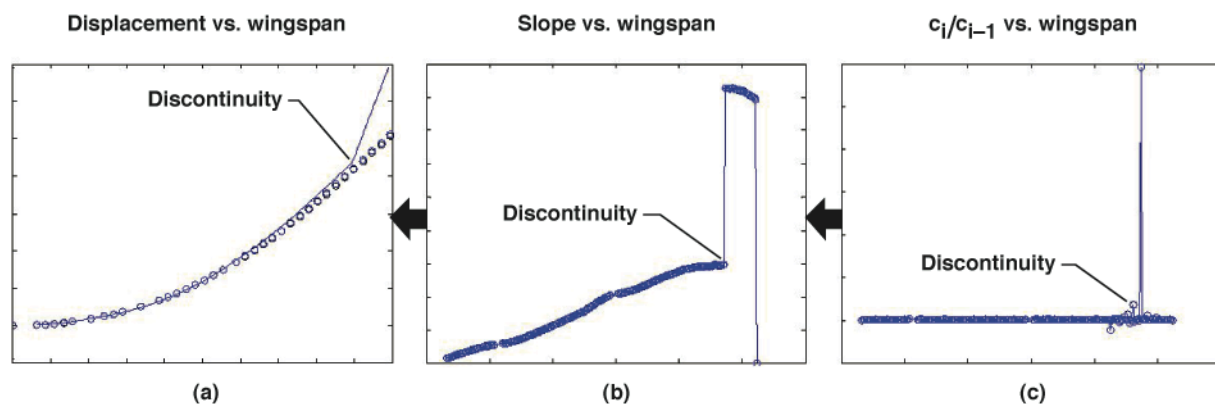 Displacement vs. wingspan
Slope vs. wingspan
cᵢ/cᵢ₋₁ vs. wingspan
Discontinuity
Discontinuity
Discontinuity
(a)
(b)
(c)